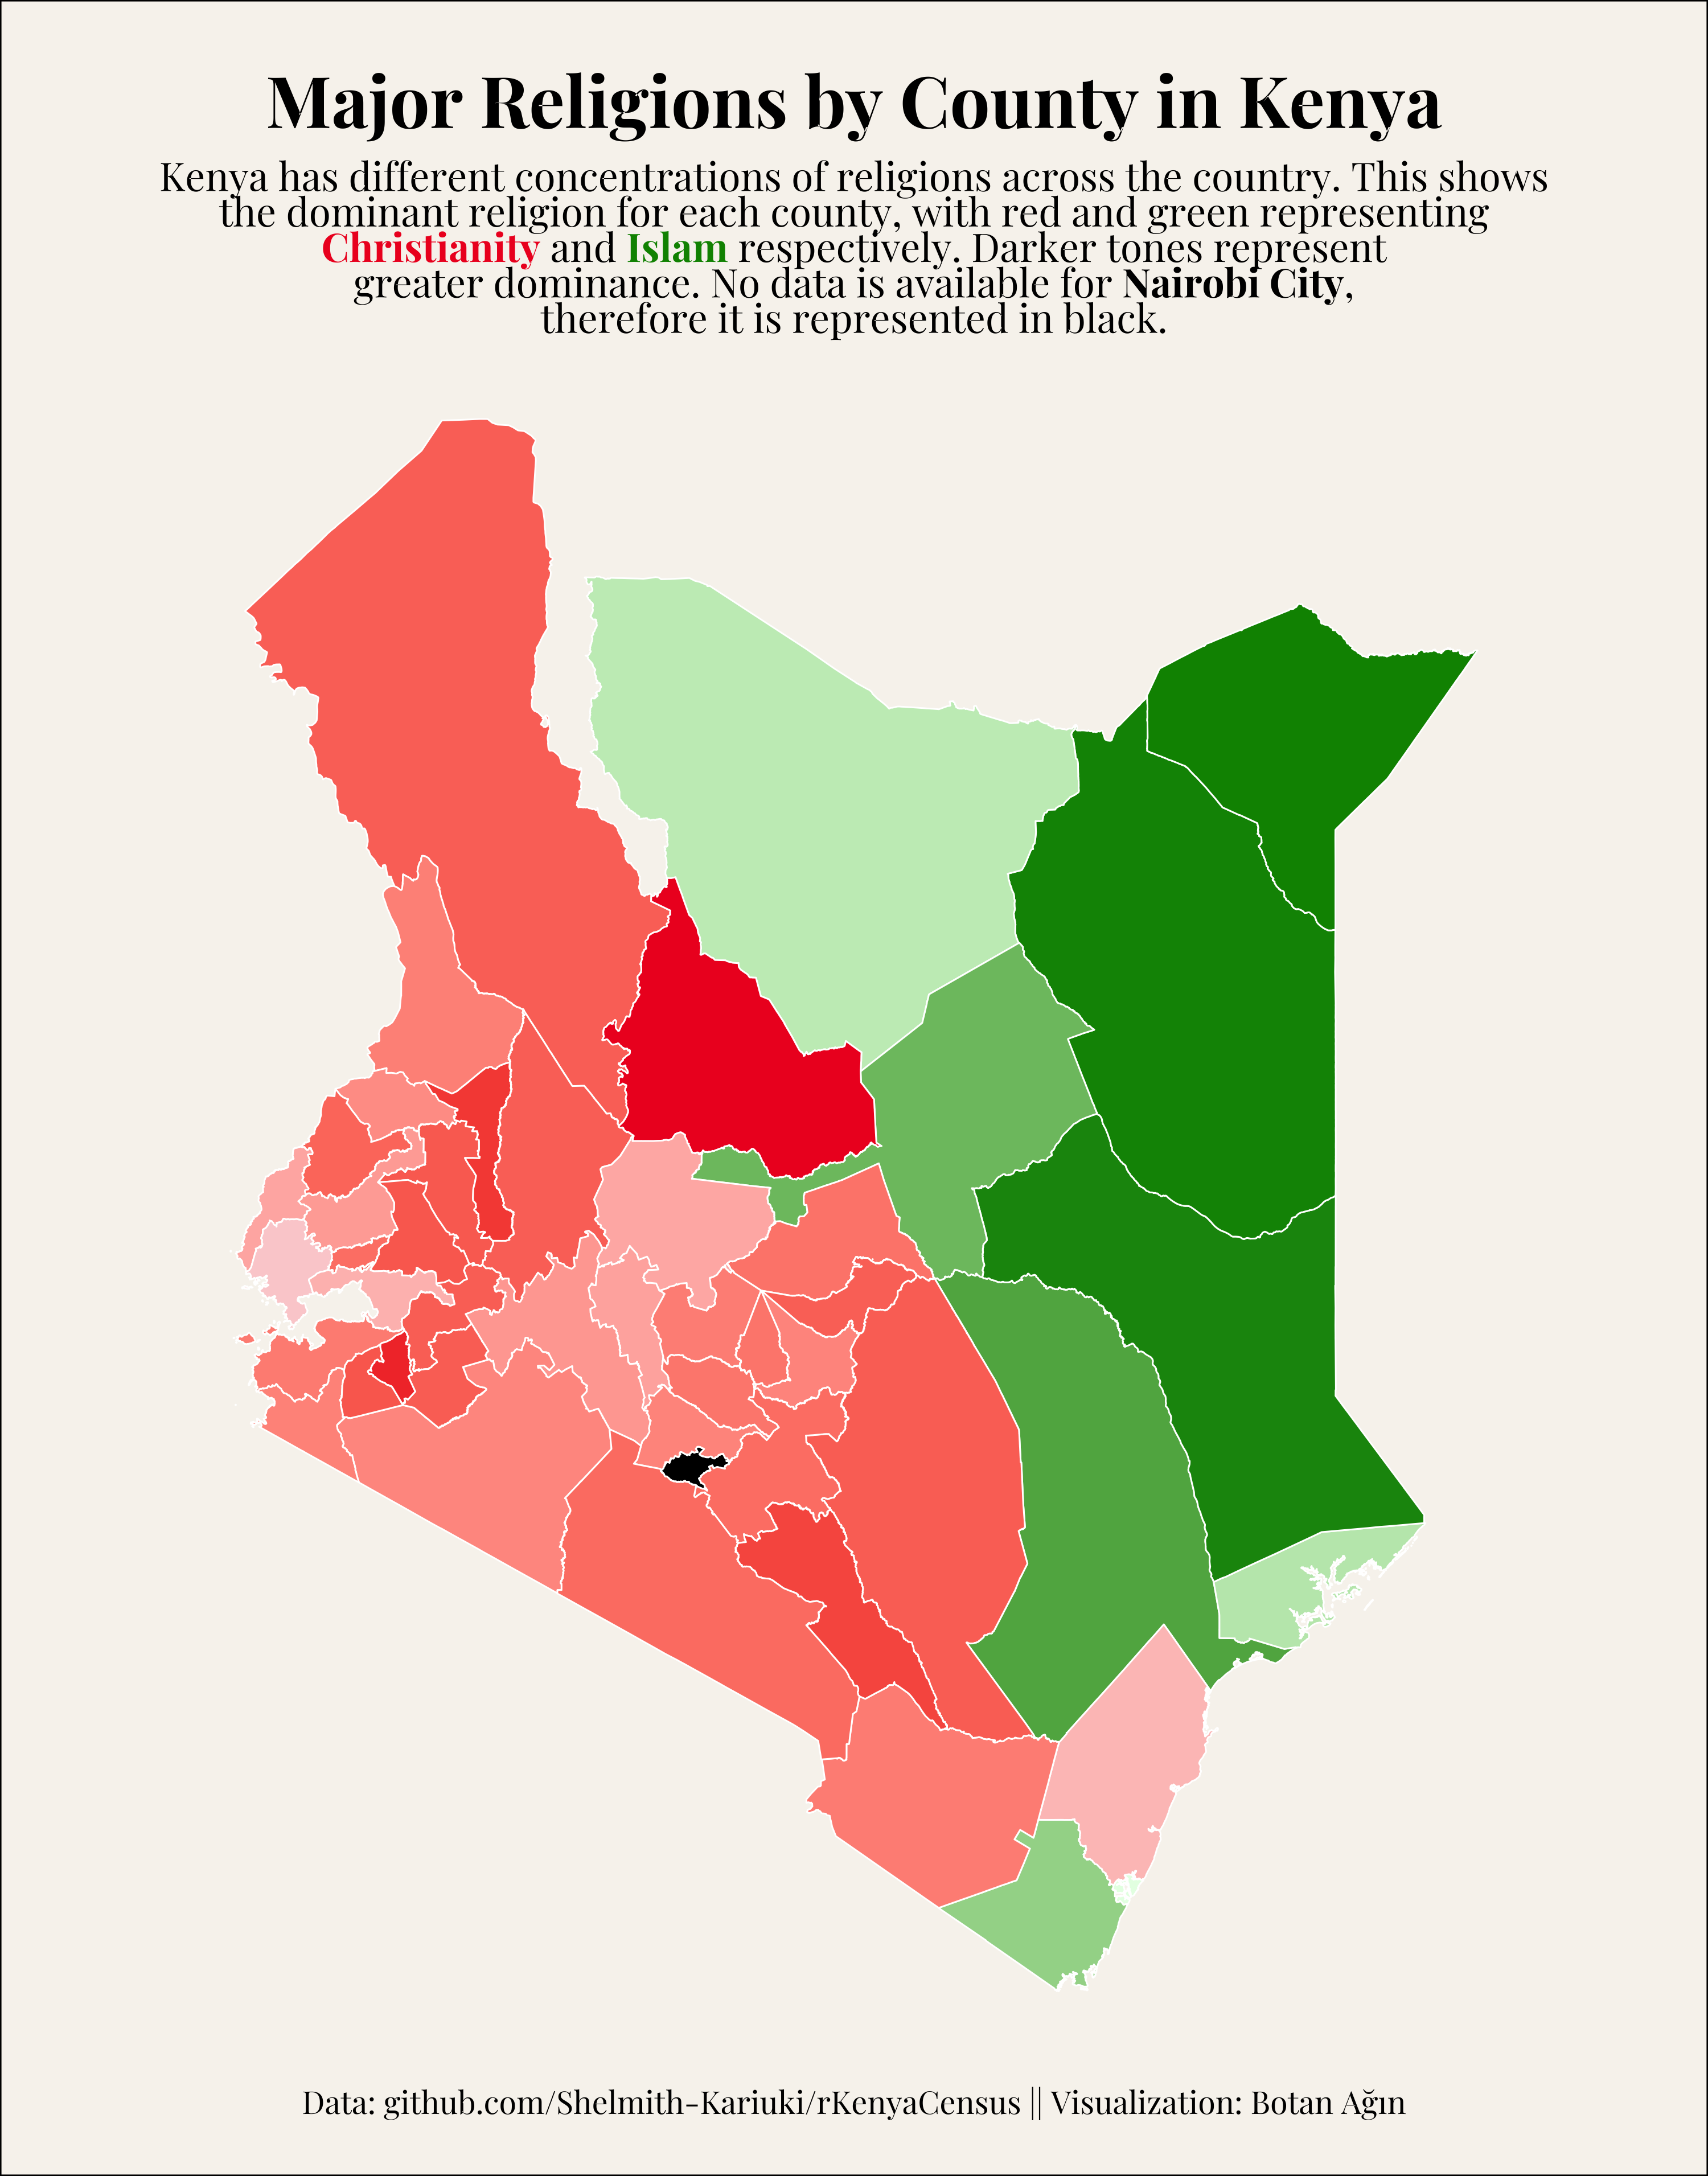 Major Religions by County in Kenya
Kenya has different concentrations of religions across the country. This shows
the dominant religion for each county, with red and green representing
Christianity and Islam respectively. Darker tones represent
greater dominance. No data is available for Nairobi City,
therefore it is represented in black.
Data: github.com/Shelmith-Kariuki/rKenyaCensus || Visualization: Botan Ağın